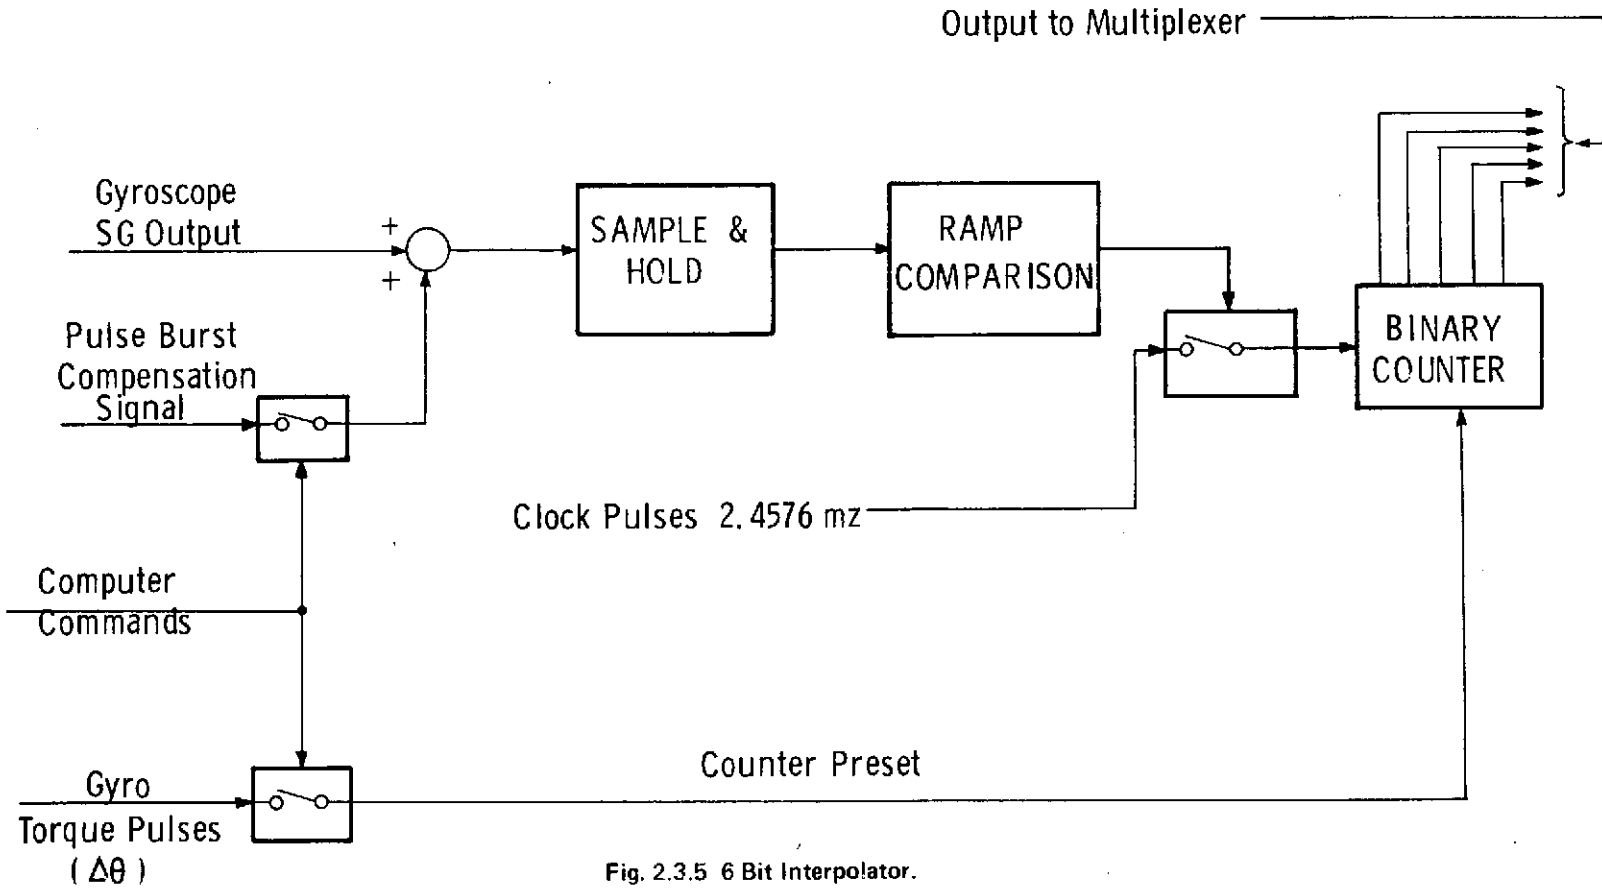 Output to Multiplexer
Gyroscope
SG Output
+
+
SAMPLE &
HOLD
RAMP
COMPARISON
BINARY
COUNTER
Pulse Burst
Compensation
Signal
Clock Pulses 2.4576 mz
Computer
Commands
Counter Preset
Gyro
Torque Pulses
( Δθ )
Fig. 2.3.5 6 Bit Interpolator.